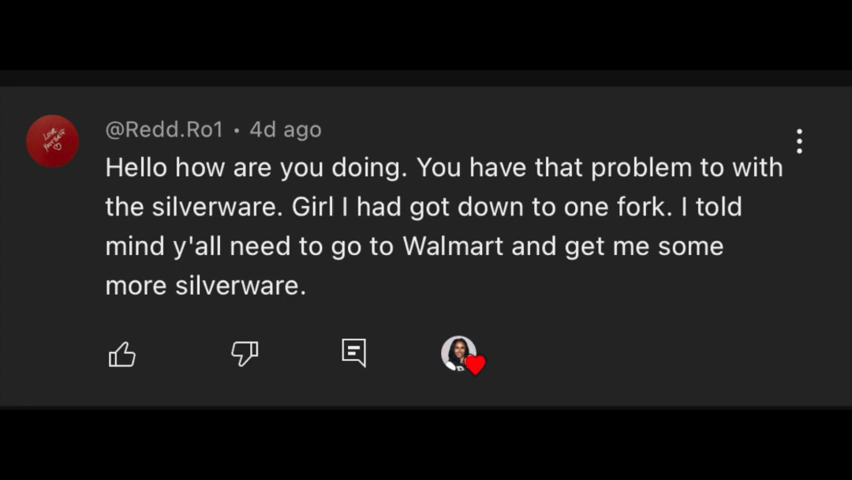 @Redd.Ro1 • 4d ago
Hello how are you doing. You have that problem to with
the silverware. Girl I had got down to one fork. I told
mind y'all need to go to Walmart and get me some
more silverware.